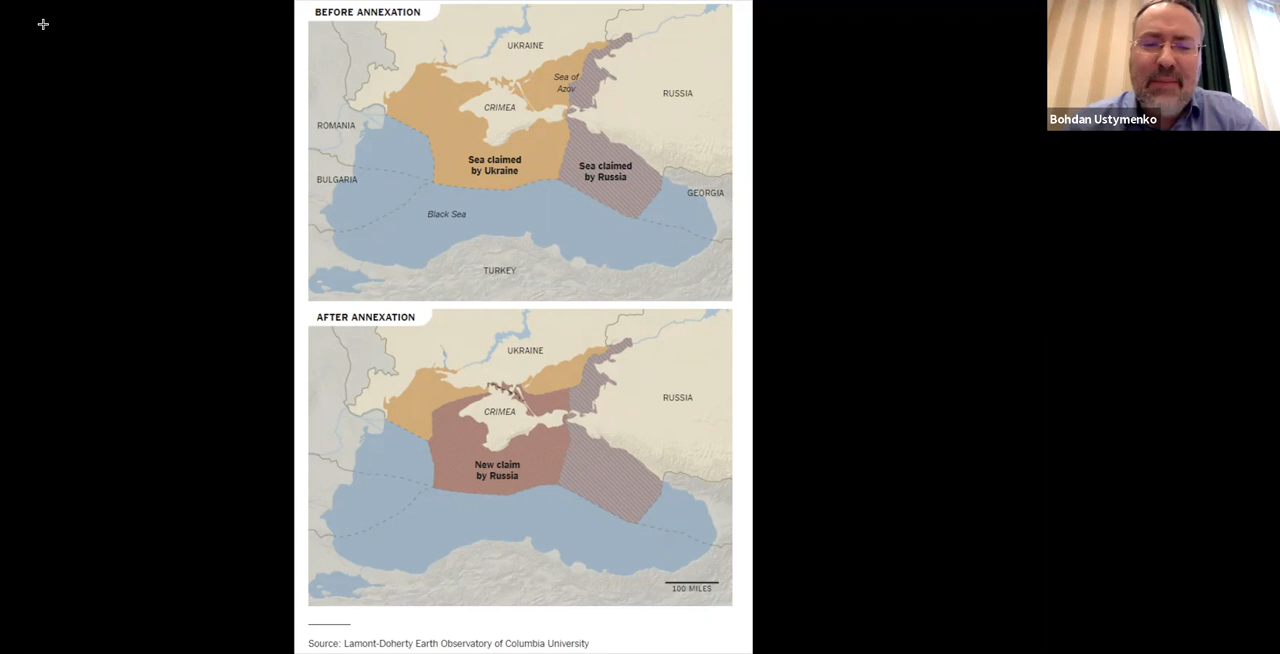 BEFORE ANNEXATION
UKRAINE
Sea of
Azov
RUSSIA
CRIMEA
ROMANIA
Sea claimed
by Ukraine
Sea claimed
by Russia
BULGARIA
GEORGIA
Black Sea
TURKEY
AFTER ANNEXATION
UKRAINE
RUSSIA
CRIMEA
New claim
by Russia
100 MILES
Source: Lamont-Doherty Earth Observatory of Columbia University
Bohdan Ustymenko